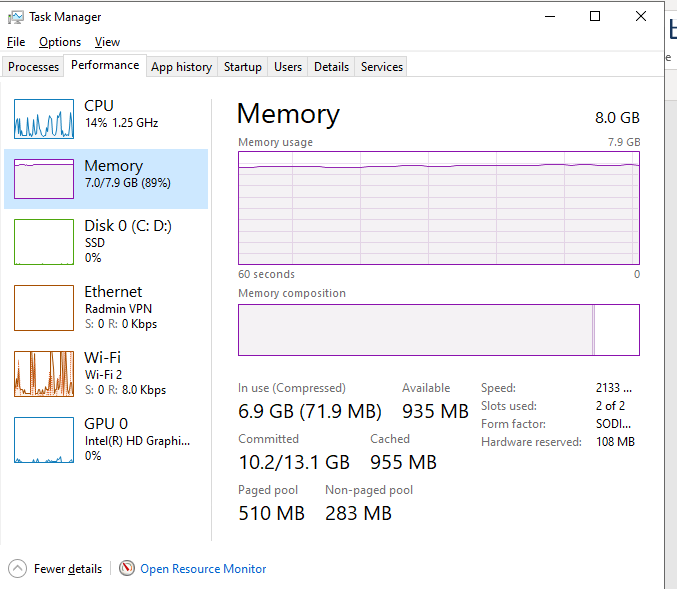 Task Manager
File Options View
Processes Performance App history Startup Users Details Services
CPU
14% 1.25 GHz
Memory
7.0/7.9 GB (89%)
Disk 0 (C: D:)
SSD
0%
Ethernet
Radmin VPN
S: 0 R: 0 Kbps
Wi-Fi
Wi-Fi 2
S: 0 R: 8.0 Kbps
GPU 0
Intel(R) HD Graphi...
0%
Memory 8.0 GB
Memory usage 7.9 GB
60 seconds 0
Memory composition
In use (Compressed) Available
6.9 GB (71.9 MB) 935 MB
Committed Cached
10.2/13.1 GB 955 MB
Paged pool Non-paged pool
510 MB 283 MB
Speed: 2133 ...
Slots used: 2 of 2
Form factor: SODI...
Hardware reserved: 108 MB
Fewer details Open Resource Monitor